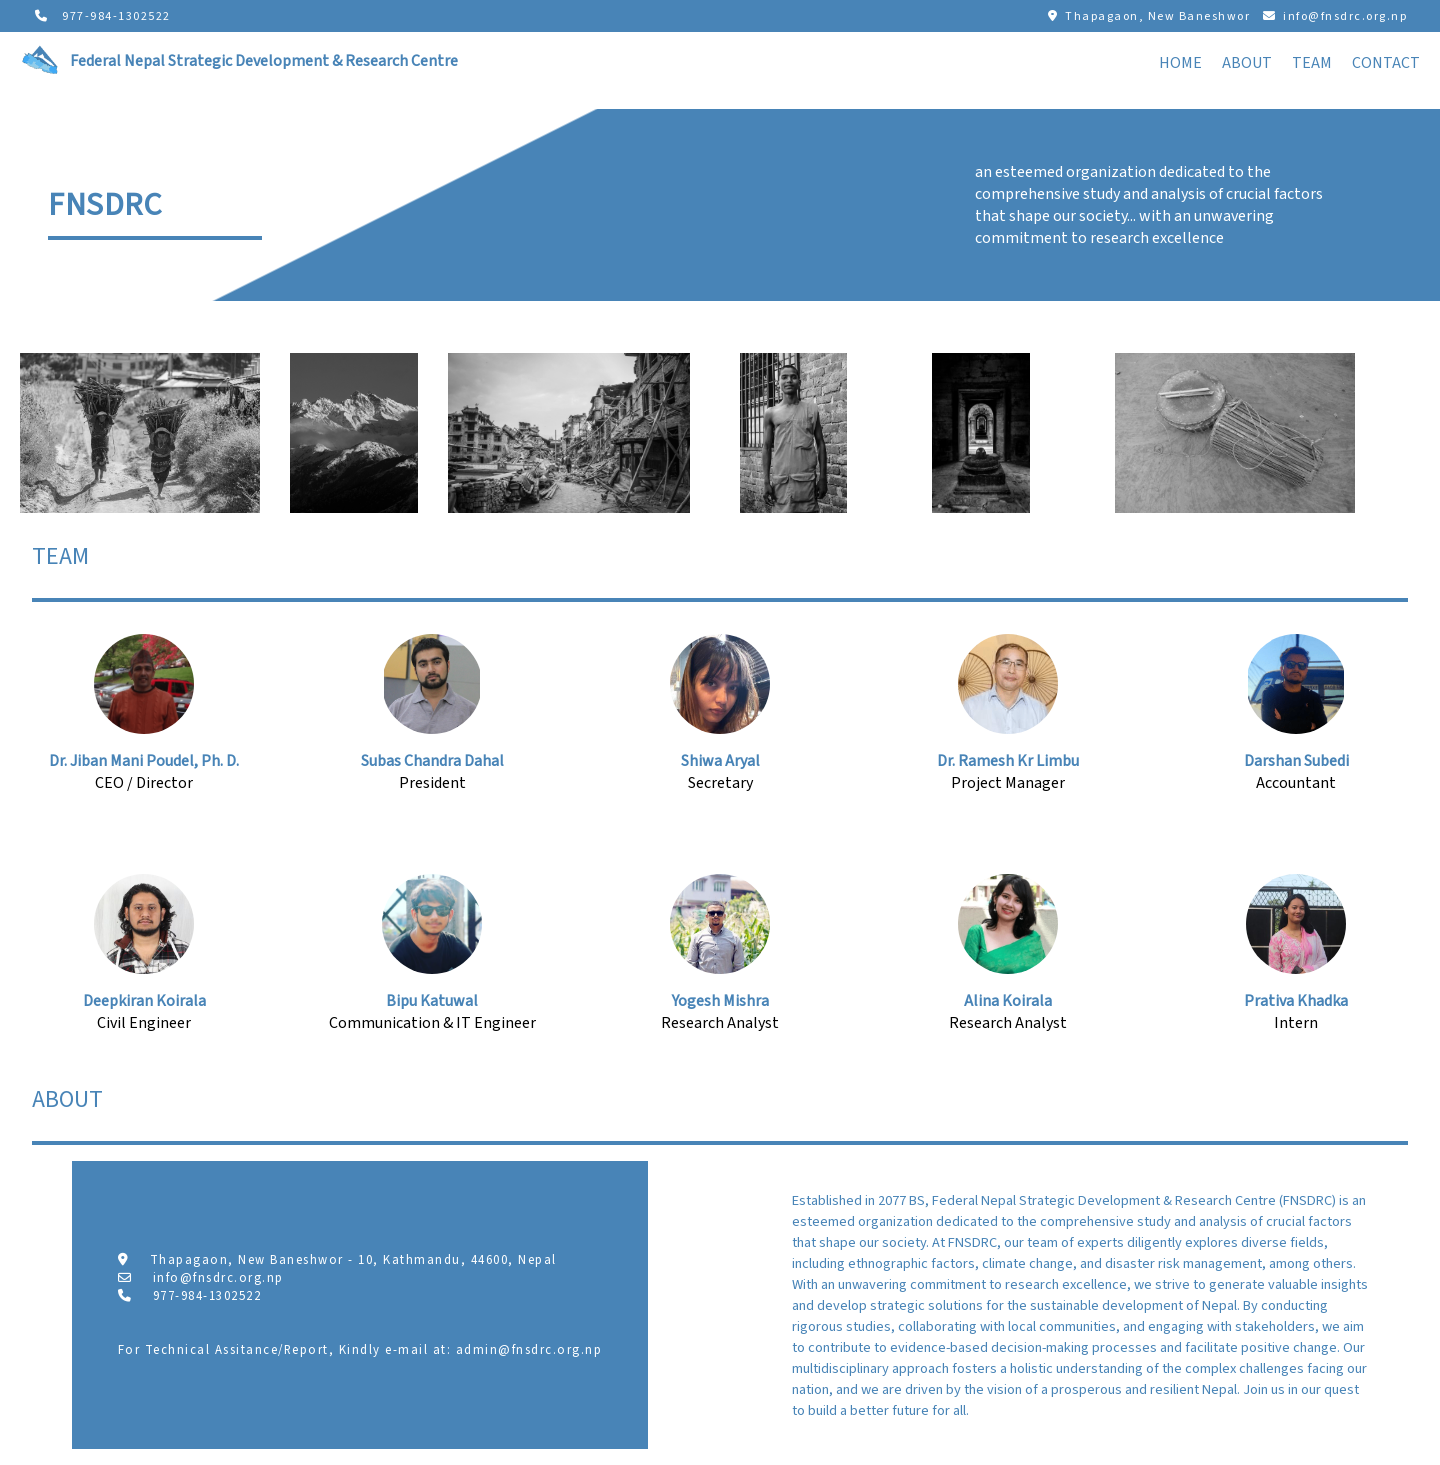 977-984-1302522
Thapagaon, New Baneshwor info@fnsdrc.org.np
Federal Nepal Strategic Development & Research Centre
HOME ABOUT TEAM CONTACT
FNSDRC
an esteemed organization dedicated to the
comprehensive study and analysis of crucial factors
that shape our society... with an unwavering
commitment to research excellence
TEAM
Dr. Jiban Mani Poudel, Ph. D.
CEO / Director
Subas Chandra Dahal
President
Shiwa Aryal
Secretary
Dr. Ramesh Kr Limbu
Project Manager
Darshan Subedi
Accountant
Deepkiran Koirala
Civil Engineer
Bipu Katuwal
Communication & IT Engineer
Yogesh Mishra
Research Analyst
Alina Koirala
Research Analyst
Prativa Khadka
Intern
ABOUT
Thapagaon, New Baneshwor - 10, Kathmandu, 44600, Nepal
info@fnsdrc.org.np
977-984-1302522
For Technical Assitance/Report, Kindly e-mail at: admin@fnsdrc.org.np
Established in 2077 BS, Federal Nepal Strategic Development & Research Centre (FNSDRC) is an
esteemed organization dedicated to the comprehensive study and analysis of crucial factors
that shape our society. At FNSDRC, our team of experts diligently explores diverse fields,
including ethnographic factors, climate change, and disaster risk management, among others.
With an unwavering commitment to research excellence, we strive to generate valuable insights
and develop strategic solutions for the sustainable development of Nepal. By conducting
rigorous studies, collaborating with local communities, and engaging with stakeholders, we aim
to contribute to evidence-based decision-making processes and facilitate positive change. Our
multidisciplinary approach fosters a holistic understanding of the complex challenges facing our
nation, and we are driven by the vision of a prosperous and resilient Nepal. Join us in our quest
to build a better future for all.